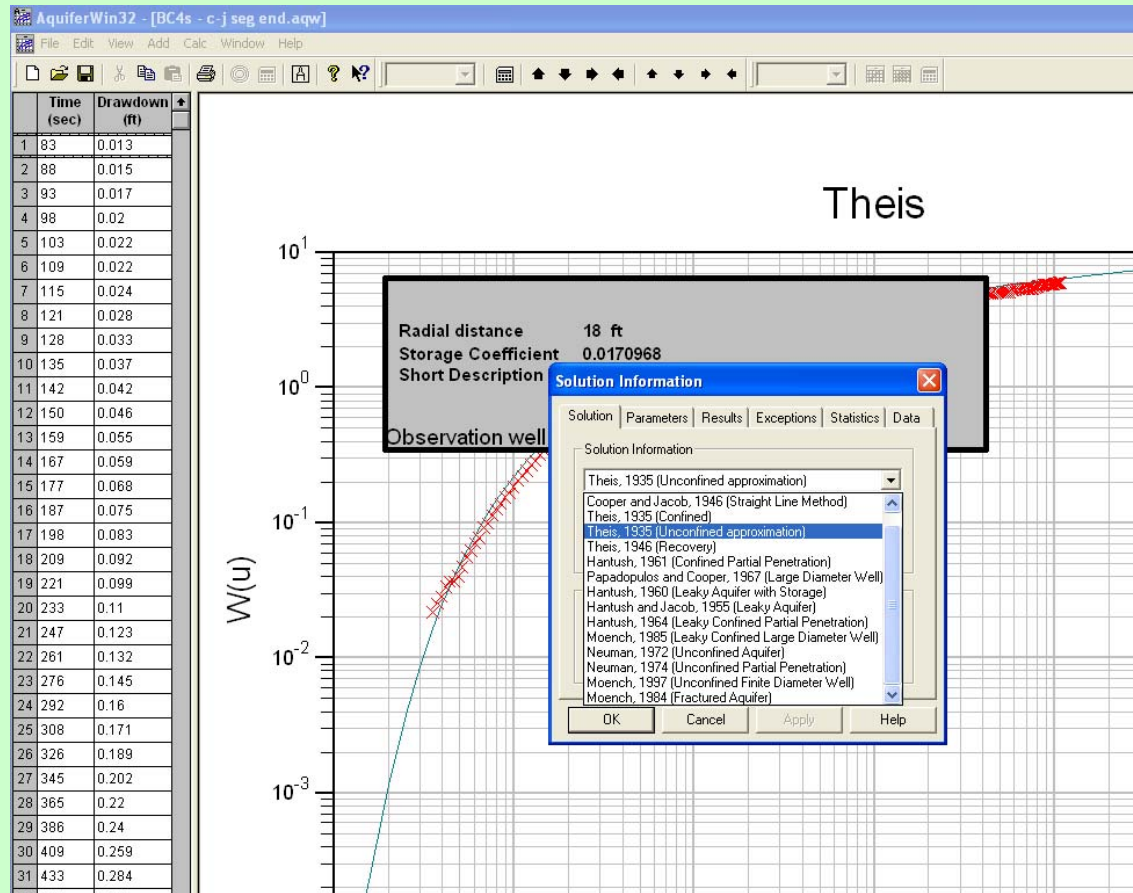 AquiferWin32 - [BC4s - c-j seg end.aqw]
File Edit View Add Calc Window Help
Time (sec) Drawdown (ft)
1 83 0.013
2 88 0.015
3 93 0.017
4 98 0.02
5 103 0.022
6 109 0.022
7 115 0.024
8 121 0.028
9 128 0.033
10 135 0.037
11 142 0.042
12 150 0.046
13 159 0.055
14 167 0.059
15 177 0.068
16 187 0.075
17 198 0.083
18 209 0.092
19 221 0.099
20 233 0.11
21 247 0.123
22 261 0.132
23 276 0.145
24 292 0.16
25 308 0.171
26 326 0.189
27 345 0.202
28 365 0.22
29 386 0.24
30 409 0.259
31 433 0.284
Theis
10^1
10^0
10^-1
10^-2
10^-3
W(u)
Radial distance 18 ft
Storage Coefficient 0.0170968
Short Description
Observation well
Solution Information
Solution Parameters Results Exceptions Statistics Data
Solution Information
Theis, 1935 (Unconfined approximation)
Cooper and Jacob, 1946 (Straight Line Method)
Theis, 1935 (Confined)
Theis, 1935 (Unconfined approximation)
Theis, 1946 (Recovery)
Hantush, 1961 (Confined Partial Penetration)
Papadopulos and Cooper, 1967 (Large Diameter Well)
Hantush, 1960 (Leaky Aquifer with Storage)
Hantush and Jacob, 1955 (Leaky Aquifer)
Hantush, 1964 (Leaky Confined Partial Penetration)
Moench, 1985 (Leaky Confined Large Diameter Well)
Neuman, 1972 (Unconfined Aquifer)
Neuman, 1974 (Unconfined Partial Penetration)
Moench, 1997 (Unconfined Finite Diameter Well)
Moench, 1984 (Fractured Aquifer)
OK Cancel Apply Help